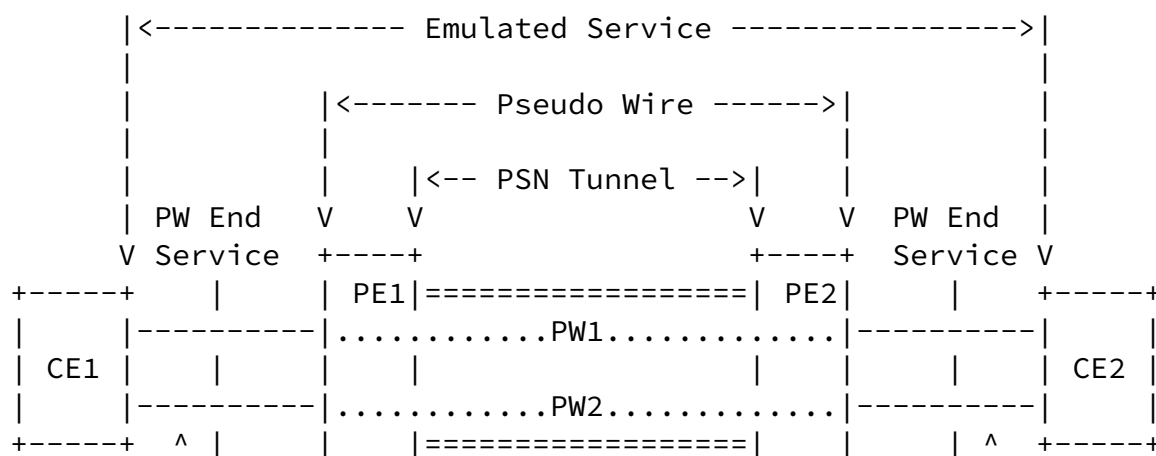 |<-------------- Emulated Service ---------------->|
|                                                  |
|          |<------- Pseudo Wire ------>|          |
|          |                            |          |
|          |    |<-- PSN Tunnel -->|    |          |
| PW End   V    V                  V    V  PW End  |
V Service  +----+                  +----+  Service V
+-----+    |     | PE1|==================| PE2|     |    +-----+
|     |----------|............PW1..............|----------|     |
| CE1 |    |     |    |                  |    |     |    | CE2 |
|     |----------|............PW2..............|----------|     |
+-----+  ^ |     |    |==================|    |     | ^  +-----+